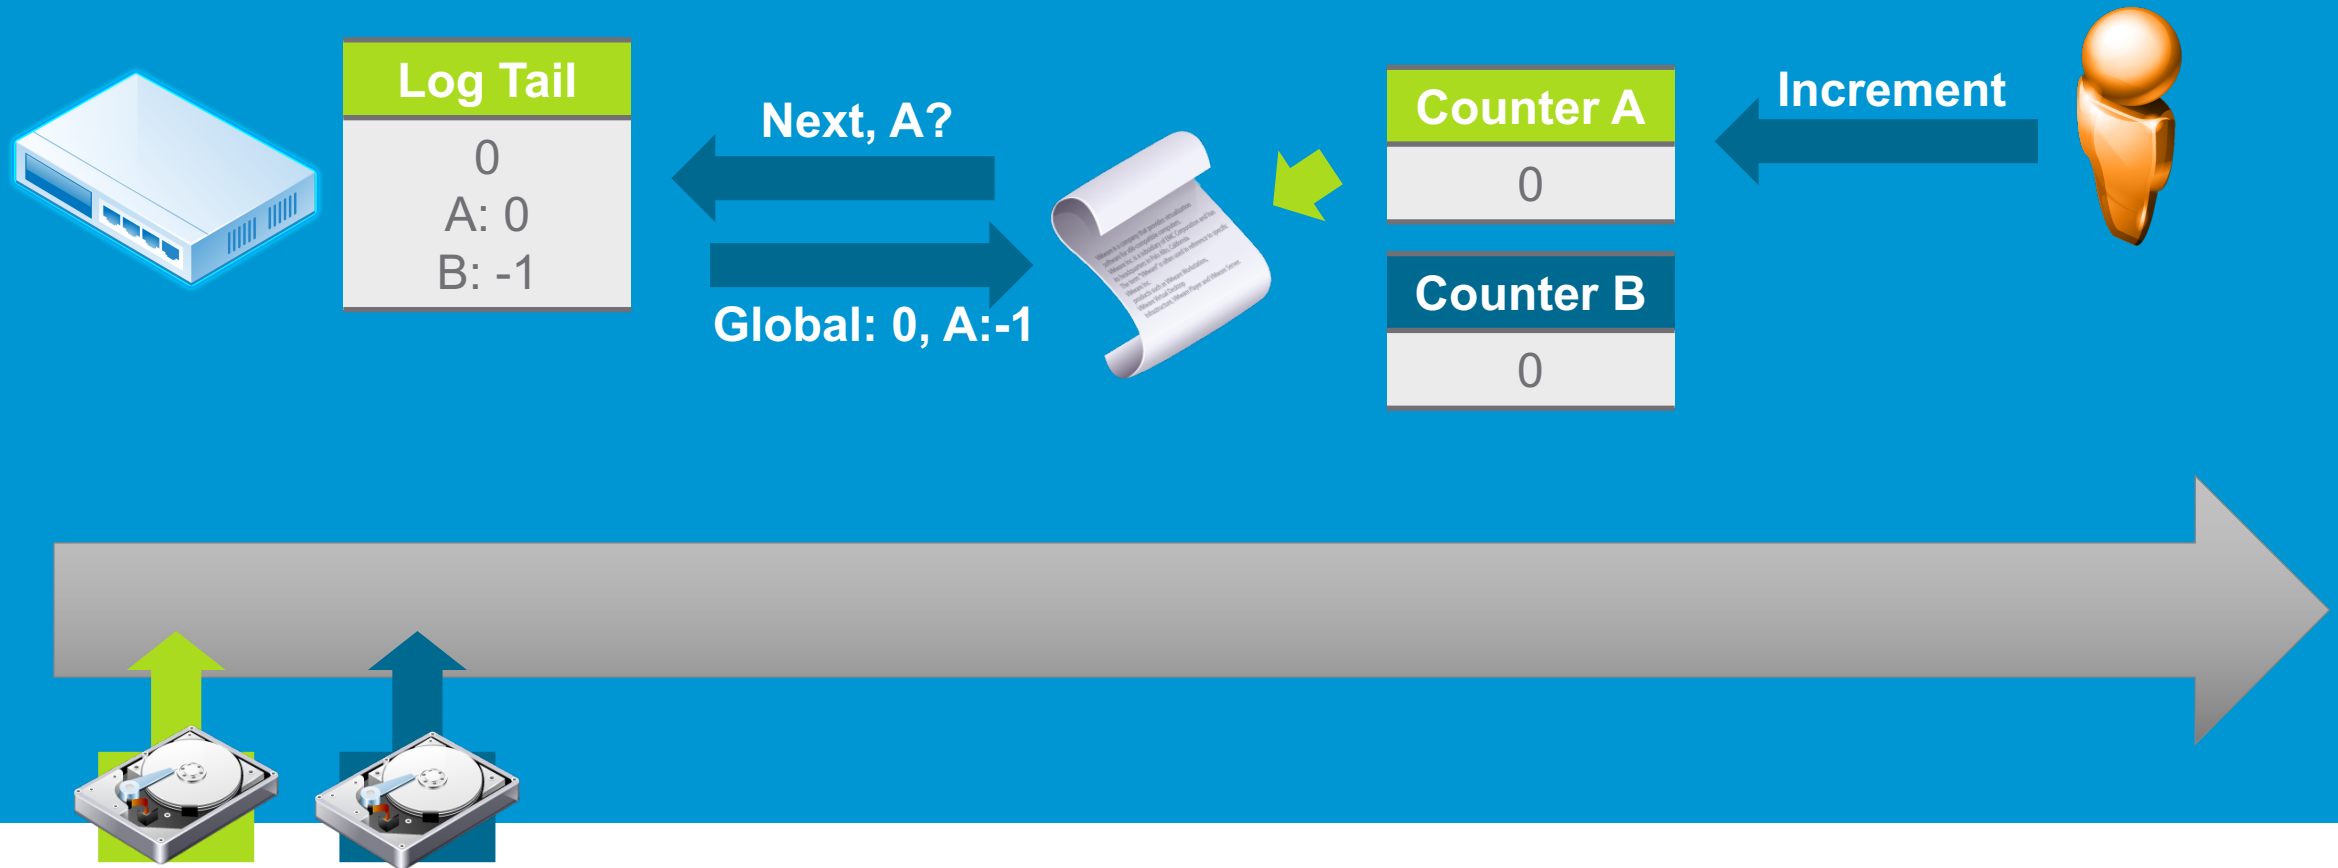 Log Tail
0
A: 0
B: -1
Next, A?
Global: 0, A:-1
Counter A
0
Counter B
0
Increment